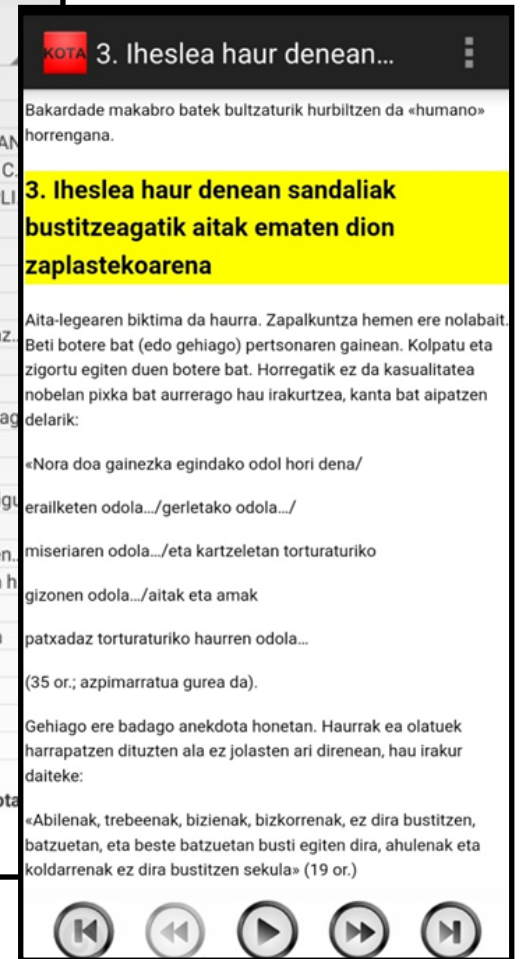 KOTA 3. Iheslea haur denean...
Bakardade makabro batek bultzaturik hurbiltzen da «humano»
horrengana.
3. Iheslea haur denean sandaliak
bustitzeagatik aitak ematen dion
zaplastekoarena
Aita-legearen biktima da haurra. Zapalkuntza hemen ere nolabait.
Beti botere bat (edo gehiago) pertsonaren gainean. Kolpatu eta
zigortu egiten duen botere bat. Horregatik ez da kasualitatea
nobelan pixka bat aurrerago hau irakurtzea, kanta bat aipatzen
delarik:
«Nora doa gainezka egindako odol hori dena/
erailketen odola.../gerletako odola.../
miseriaren odola.../eta kartzeletan torturaturiko
gizonen odola.../aitak eta amak
patxadaz torturaturiko haurren odola...
(35 or.; azpimarratua gurea da).
Gehiago ere badago anekdota honetan. Haurrak ea olatuek
harrapatzen dituzten ala ez jolasten ari direnean, hau irakur
daiteke:
«Abilenak, trebeenak, bizienak, bizkorrenak, ez dira bustitzen,
batzuetan, eta beste batzuetan busti egiten dira, ahulenak eta
koldarrenak ez dira bustitzen sekula» (19 or.)